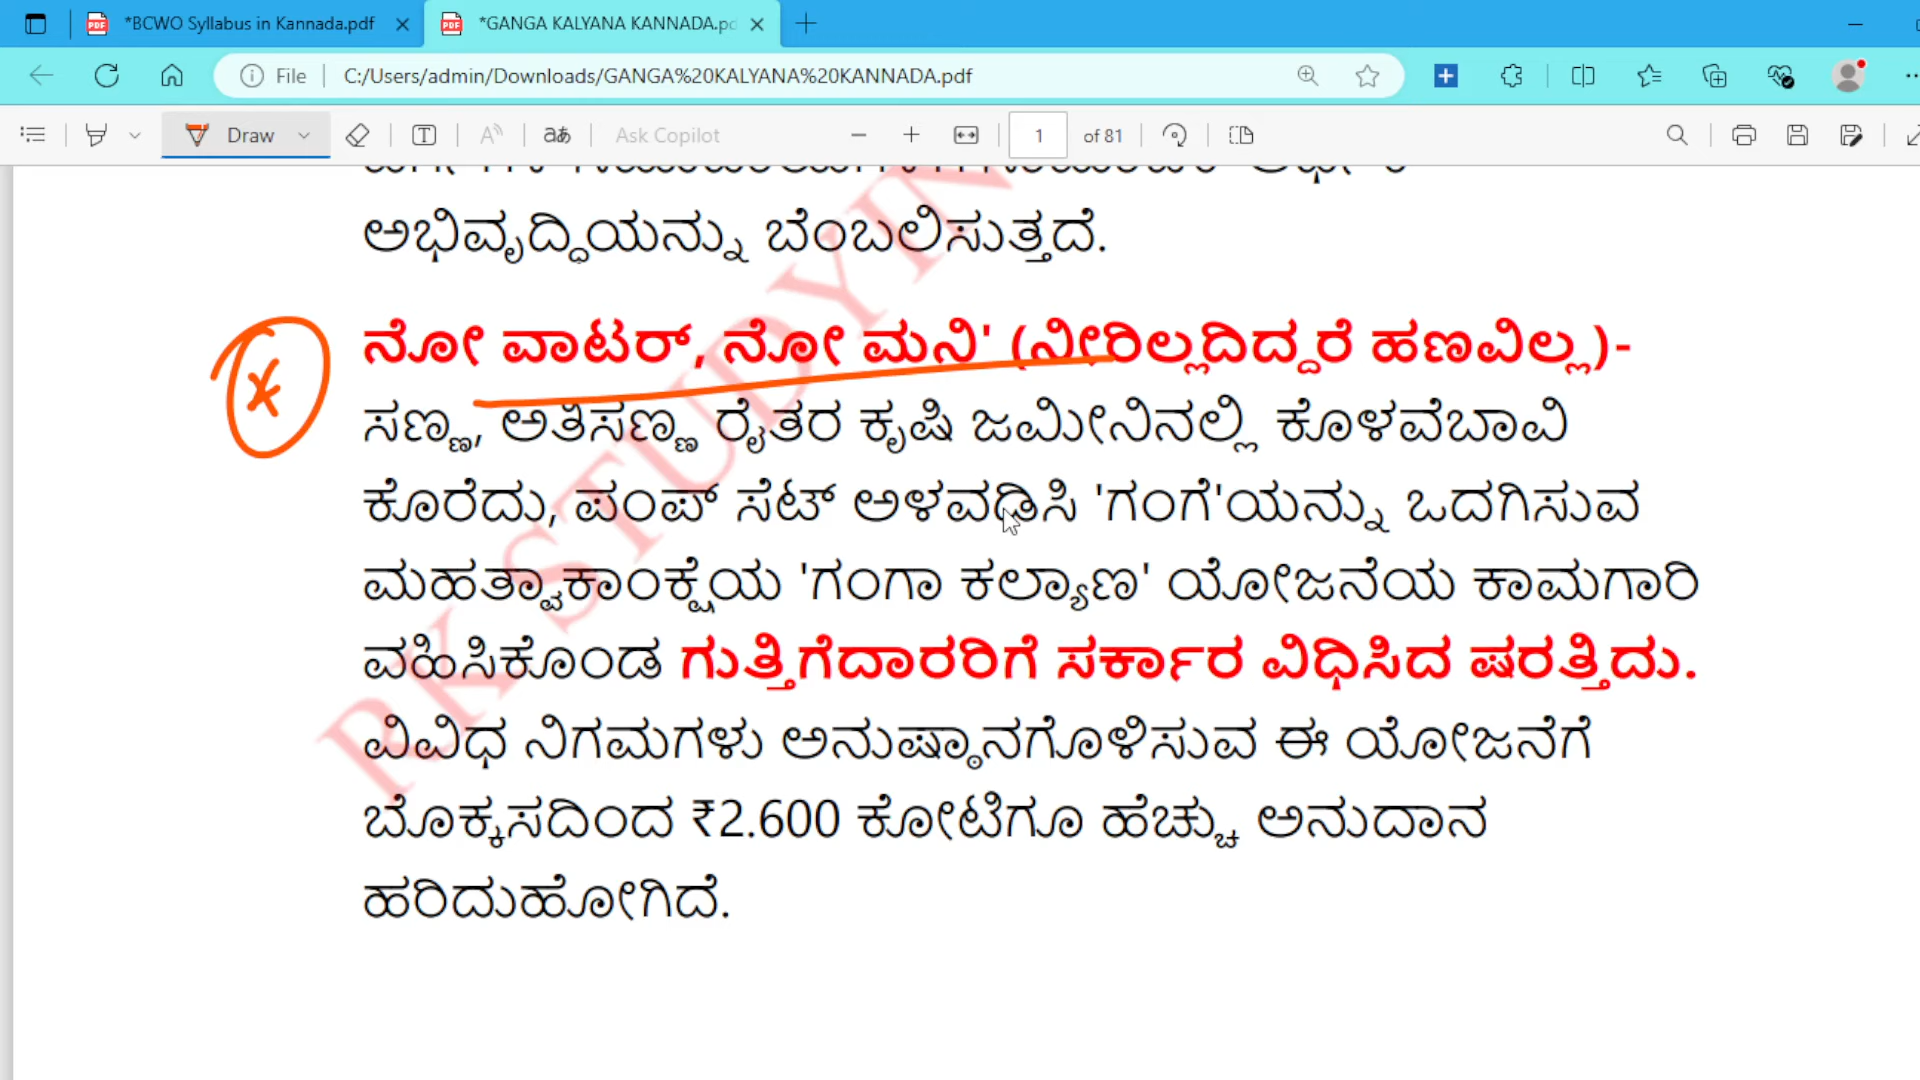 *BCWO Syllabus in Kannada.pdf
*GANGA KALYANA KANNADA.pd
File
C:/Users/admin/Downloads/GANGA%20KALYANA%20KANNADA.pdf
Draw
Ask Copilot
1 of 81
ಅಭಿವೃದ್ಧಿಯನ್ನು ಬೆಂಬಲಿಸುತ್ತದೆ.
ನೋ ವಾಟರ್, ನೋ ಮನಿ' (ನೀರಿಲ್ಲದಿದ್ದರೆ ಹಣವಿಲ್ಲ)-
ಸಣ್ಣ, ಅತಿಸಣ್ಣ ರೈತರ ಕೃಷಿ ಜಮೀನಿನಲ್ಲಿ ಕೊಳವೆಬಾವಿ
ಕೊರೆದು, ಪಂಪ್ ಸೆಟ್ ಅಳವಡಿಸಿ 'ಗಂಗೆ'ಯನ್ನು ಒದಗಿಸುವ
ಮಹತ್ವಾಕಾಂಕ್ಷೆಯ 'ಗಂಗಾ ಕಲ್ಯಾಣ' ಯೋಜನೆಯ ಕಾಮಗಾರಿ
ವಹಿಸಿಕೊಂಡ ಗುತ್ತಿಗೆದಾರರಿಗೆ ಸರ್ಕಾರ ವಿಧಿಸಿದ ಷರತ್ತಿದು.
ವಿವಿಧ ನಿಗಮಗಳು ಅನುಷ್ಠಾನಗೊಳಿಸುವ ಈ ಯೋಜನೆಗೆ
ಬೊಕ್ಕಸದಿಂದ ₹2.600 ಕೋಟಿಗೂ ಹೆಚ್ಚು ಅನುದಾನ
ಹರಿದುಹೋಗಿದೆ.
RK STUDYIN